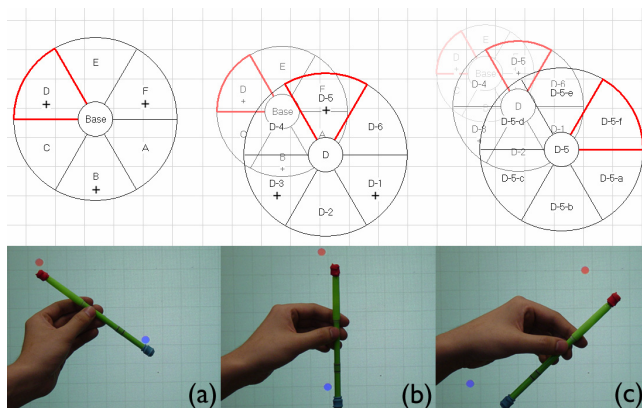 E
D
+
F
+
Base
C
A
B
+
E
D
+
F
Base
A
B
+
D-5
+
D-4
D-6
D
D-3
+
D-1
+
D-2
E
Base
D-5
+
D-4
D-6
D
D-3
+
D-1
D-2
D-5-e
D-5-d
D-5-f
D-5
D-5-c
D-5-a
D-5-b
(a)
(b)
(c)